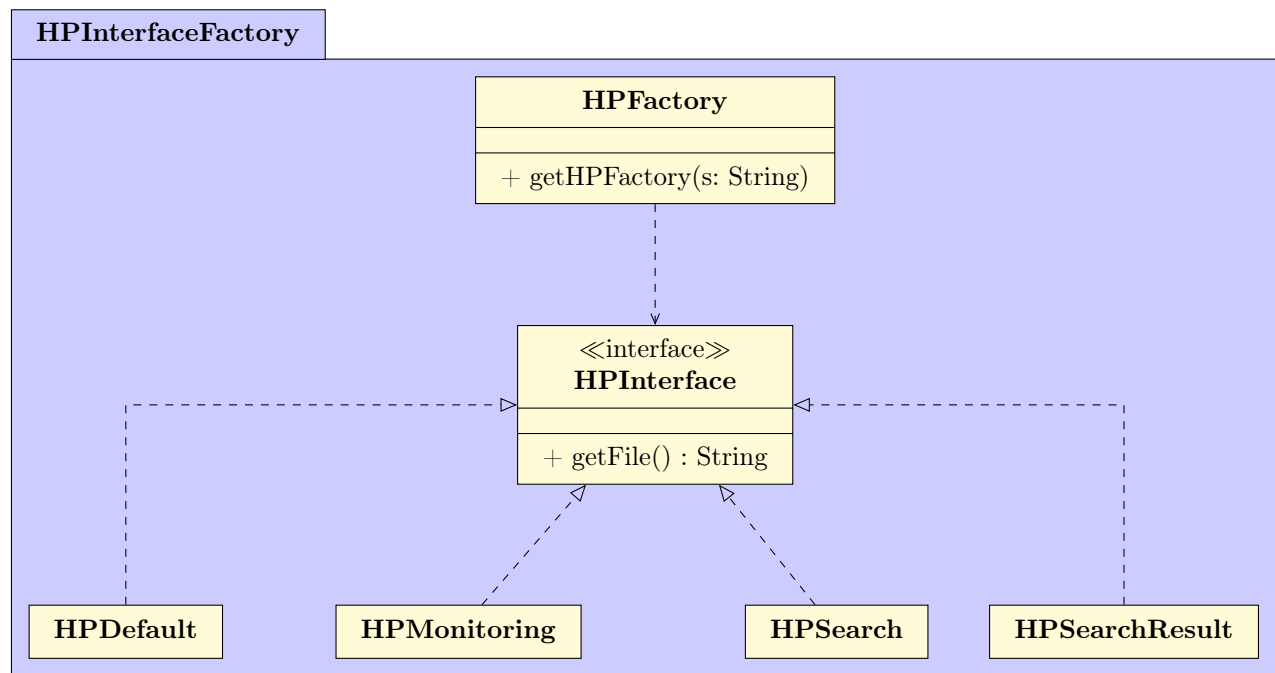 HPInterfaceFactory
HPFactory
+ getHPFactory(s: String)
≪interface≫
HPInterface
+ getFile() : String
HPDefault
HPMonitoring
HPSearch
HPSearchResult